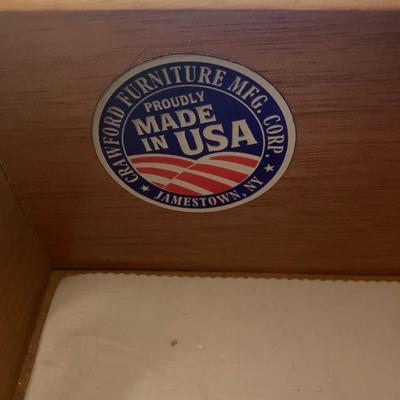 CRAWFORD FURNITURE MFG. CORP.
PROUDLY
MADE
IN USA
★ JAMESTOWN, NY ★